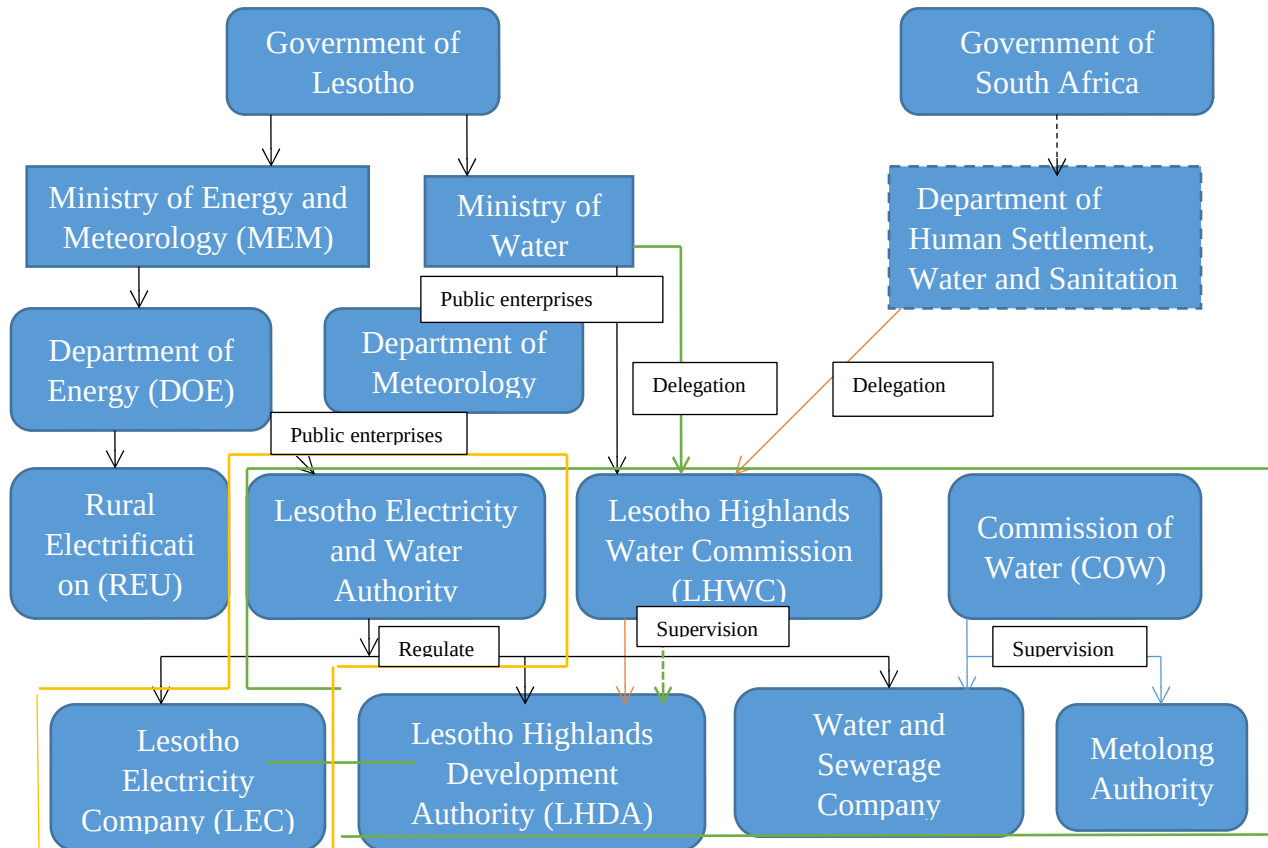 Government of
Lesotho
Government of
South Africa
Ministry of Energy and
Meteorology (MEM)
Ministry of
Water
Department of
Human Settlement,
Water and Sanitation
Public enterprises
Department of
Energy (DOE)
Department of
Meteorology
Delegation
Delegation
Public enterprises
Rural
Electrificati
on (REU)
Lesotho Electricity
and Water
Authority
Lesotho Highlands
Water Commission
(LHWC)
Commission of
Water (COW)
Regulate
Supervision
Supervision
Lesotho
Electricity
Company (LEC)
Lesotho Highlands
Development
Authority (LHDA)
Water and
Sewerage
Company
Metolong
Authority